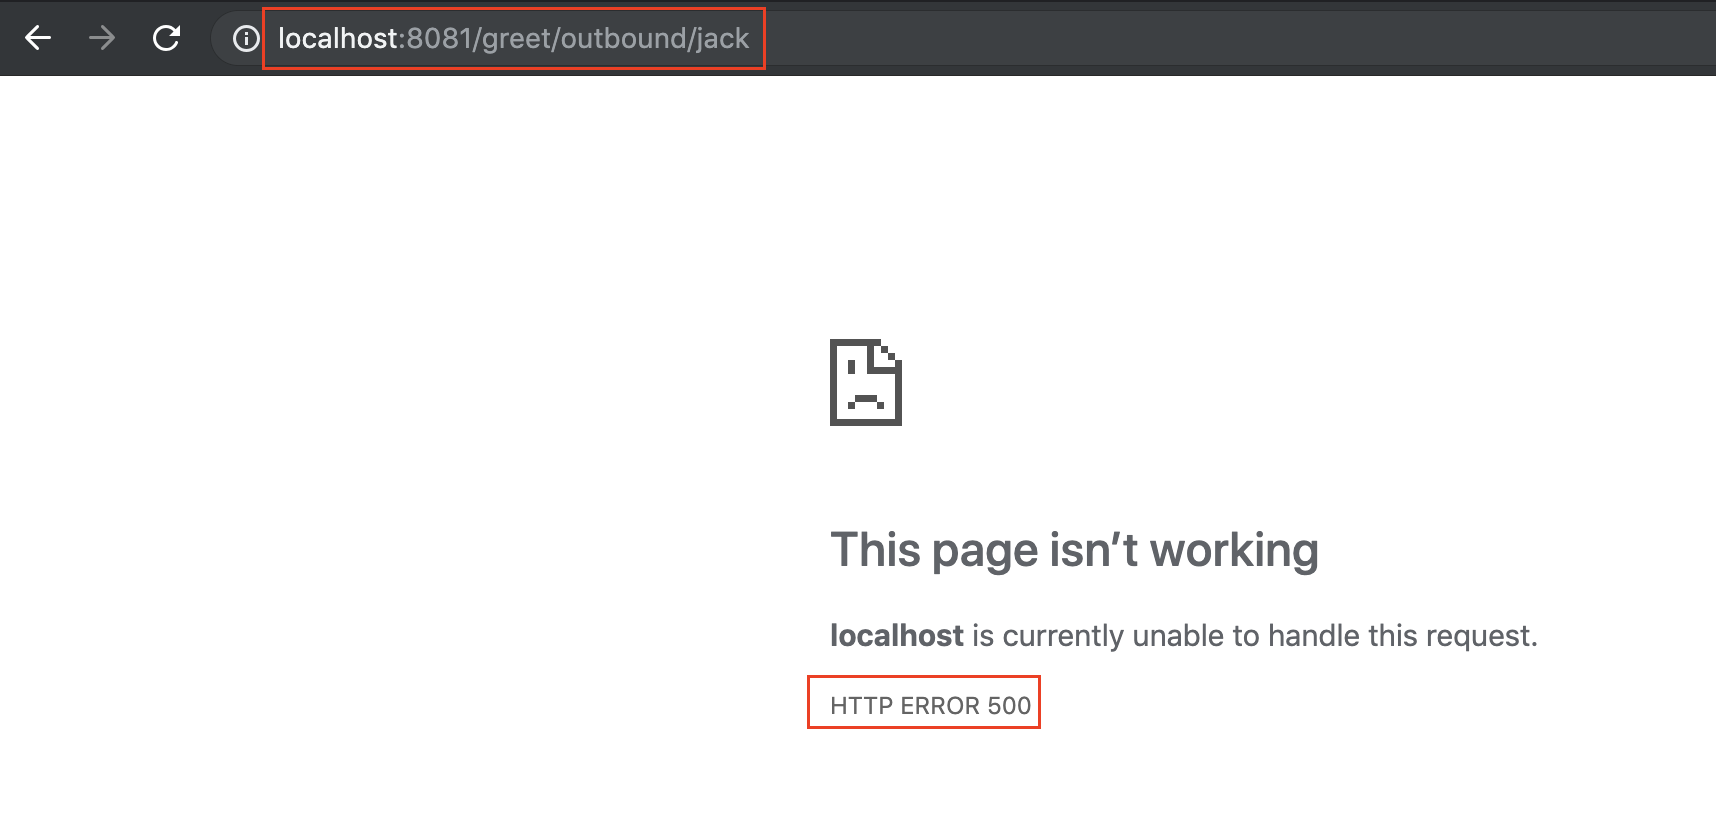 localhost:8081/greet/outbound/jack
This page isn’t working
localhost is currently unable to handle this request.
HTTP ERROR 500